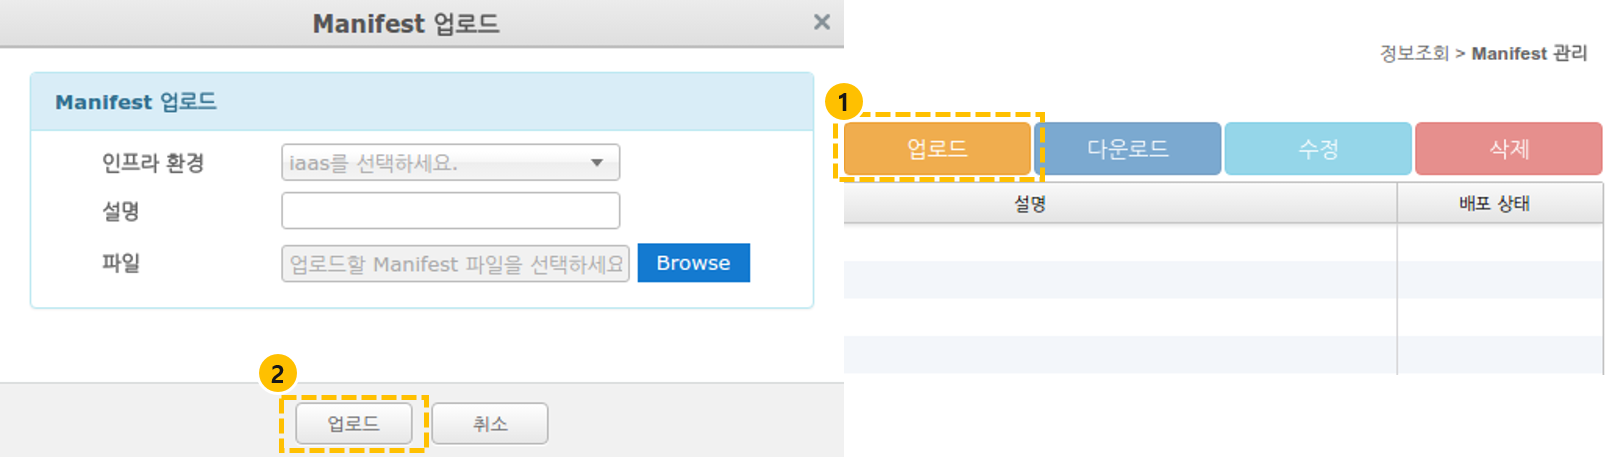 Manifest 업로드
×
Manifest 업로드
인프라 환경
iaas를 선택하세요.
설명
파일
업로드할 Manifest 파일을 선택하세요
Browse
2
업로드
취소
정보조회 > Manifest 관리
1
업로드
다운로드
수정
삭제
설명
배포 상태